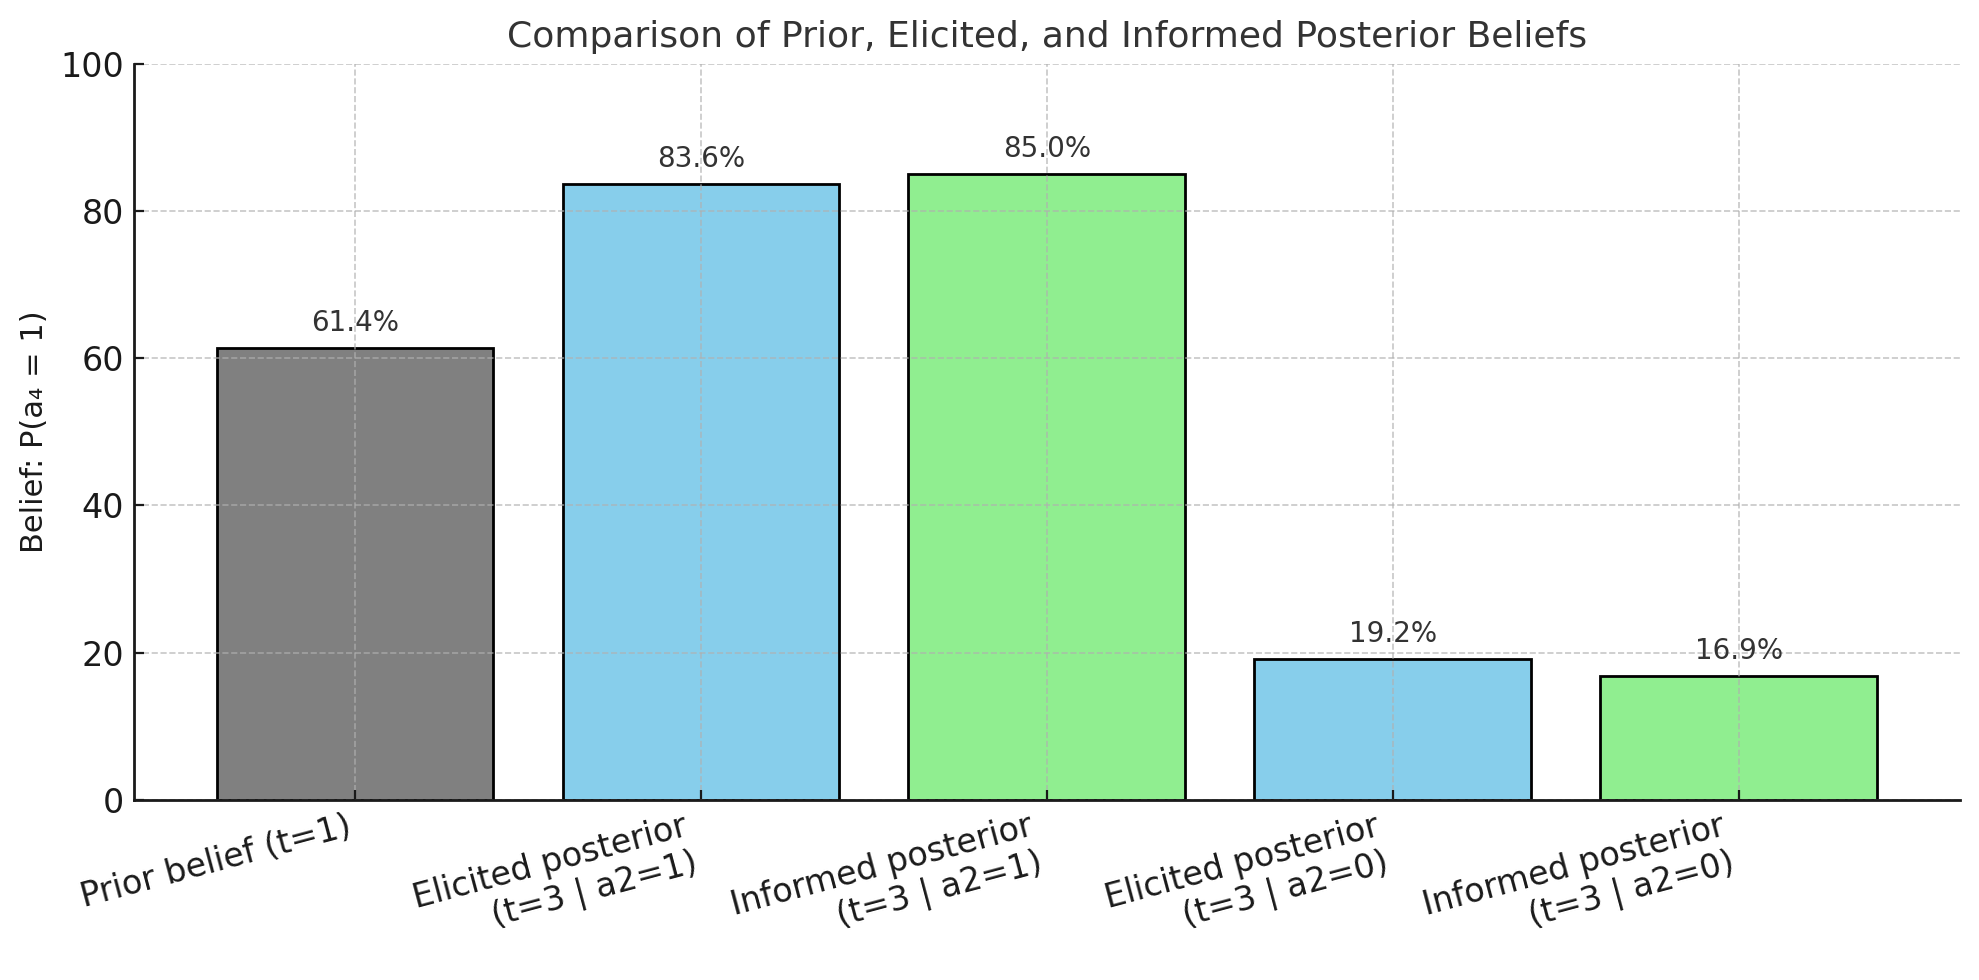 Comparison of Prior, Elicited, and Informed Posterior Beliefs
Belief: P(a₄ = 1)
100
80
60
40
20
0
61.4%
83.6%
85.0%
19.2%
16.9%
Prior belief (t=1)
Elicited posterior
(t=3 | a2=1)
Informed posterior
(t=3 | a2=1)
Elicited posterior
(t=3 | a2=0)
Informed posterior
(t=3 | a2=0)